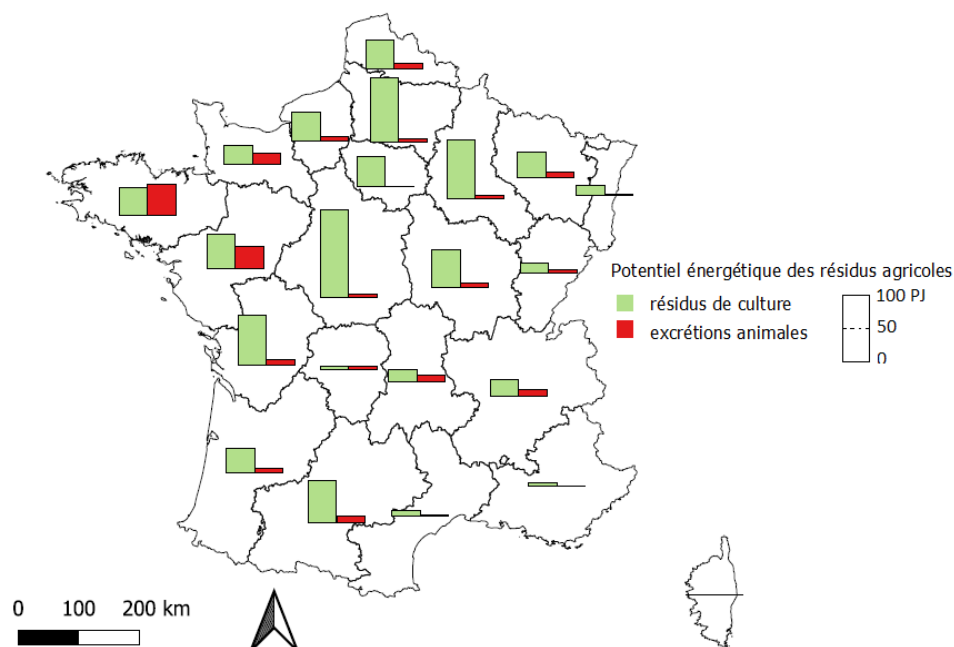 Potentiel énergétique des résidus agricoles
résidus de culture
excrétions animales
100 PJ
50
0
0 100 200 km